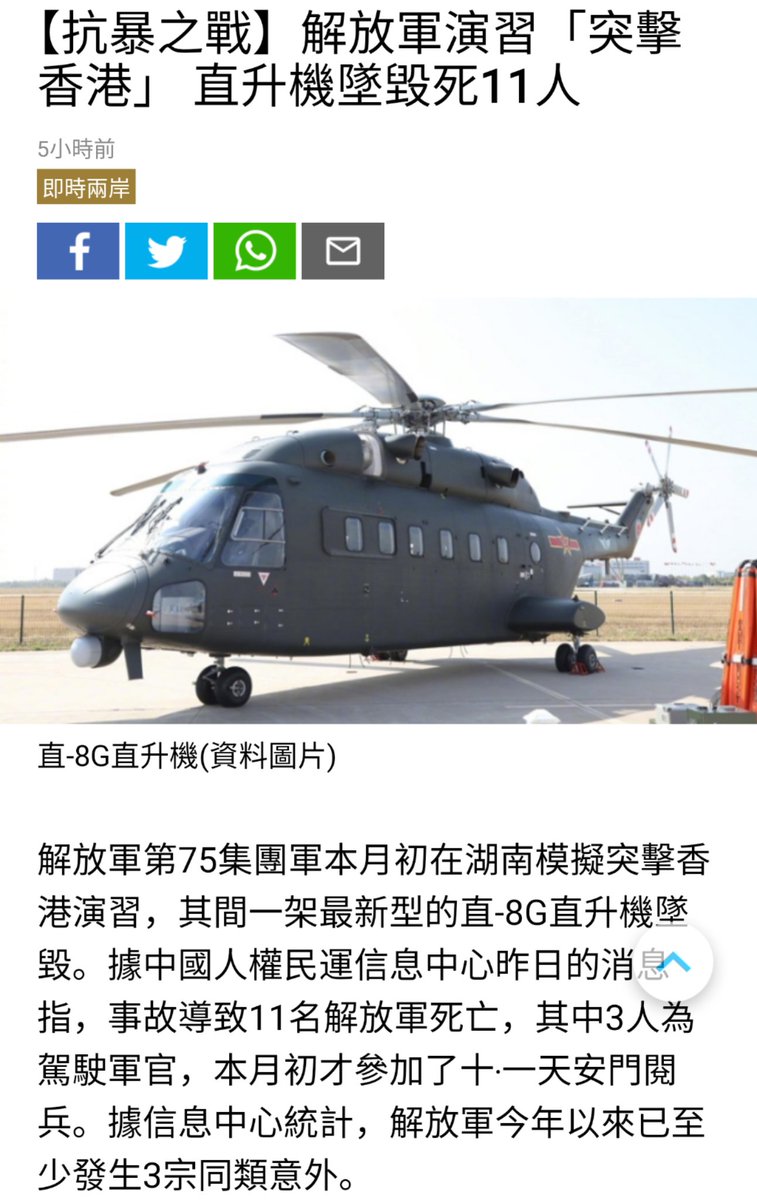 【抗暴之戰】解放軍演習「突擊
香港」 直升機墜毀死11人
5小時前
即時兩岸
直-8G直升機(資料圖片)
解放軍第75集團軍本月初在湖南模擬突擊香
港演習，其間一架最新型的直-8G直升機墜
毀。據中國人權民運信息中心昨日的消息
指，事故導致11名解放軍死亡，其中3人為
駕駛軍官，本月初才參加了十·一天安門閱
兵。據信息中心統計，解放軍今年以來已至
少發生3宗同類意外。